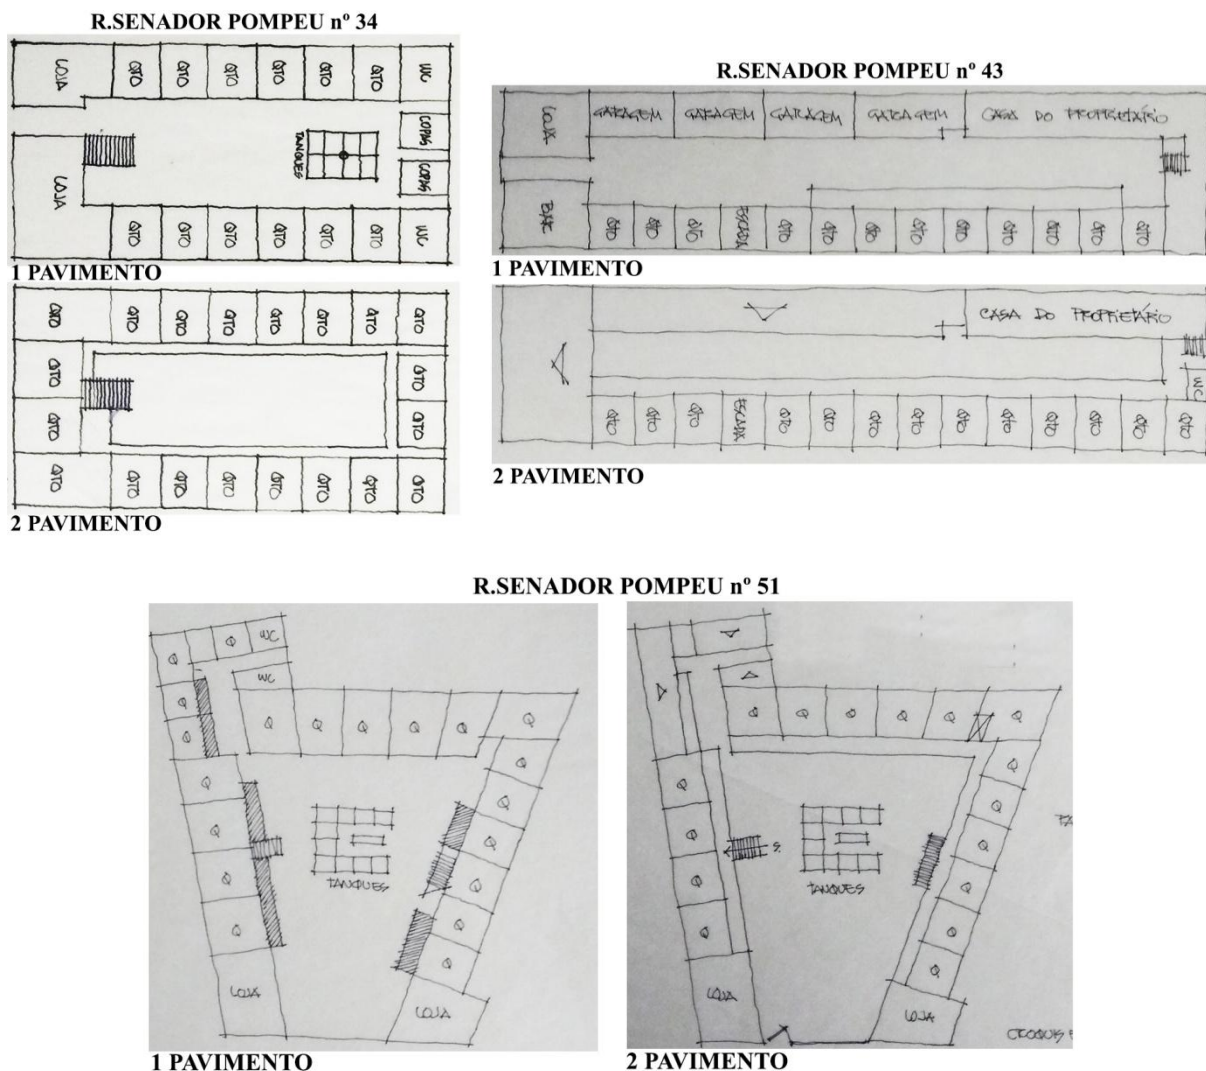 R.SENADOR POMPEU nº 34
LOJA QTO QTO QTO QTO QTO QTO WC
COPAS
TANQUES
COPAS
LOJA
QTO QTO QTO QTO QTO QTO WC
1 PAVIMENTO
QTO QTO QTO QTO QTO QTO QTO QTO
QTO QTO
QTO QTO
QTO QTO QTO QTO QTO QTO QTO QTO
2 PAVIMENTO
R.SENADOR POMPEU nº 43
LOJA GARAGEM GARAGEM GARAGEM GARAGEM CASA DO PROPRIETÁRIO
QTO QTO QTO ESCADA QTO QTO QTO QTO QTO QTO QTO QTO QTO
1 PAVIMENTO
CASA DO PROPRIETÁRIO
WC
QTO QTO QTO ESCADA QTO QTO QTO QTO QTO QTO QTO QTO QTO QTO
2 PAVIMENTO
R.SENADOR POMPEU nº 51
Q Q WC
WC
Q
Q
Q Q Q Q Q Q
Q
Q
Q
Q
Q
Q
TANQUES
Q
Q
Q
LOJA
LOJA
1 PAVIMENTO
Q Q Q Q Q Q
Q
Q
Q
Q
Q
S.
Q
Q
TANQUES
Q
Q
Q
LOJA
LOJA
CROQUIS
2 PAVIMENTO